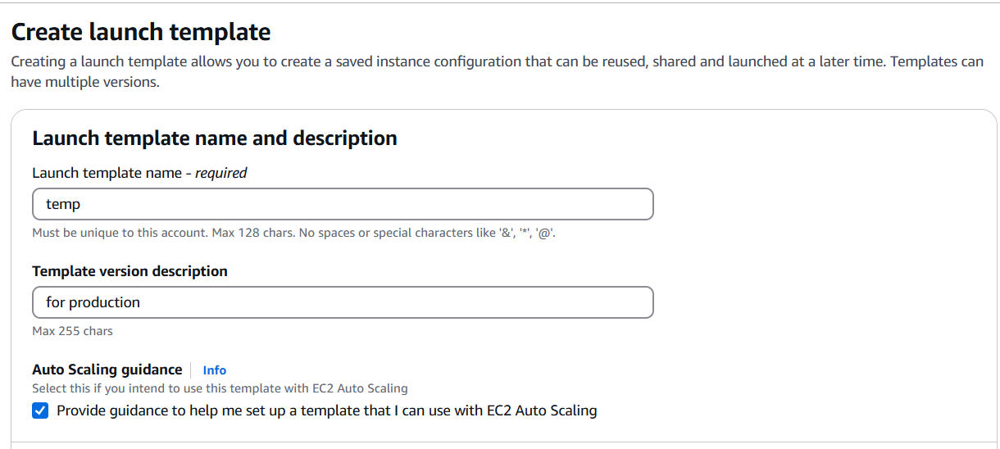 Create launch template
Creating a launch template allows you to create a saved instance configuration that can be reused, shared and launched at a later time. Templates can
have multiple versions.
Launch template name and description
Launch template name - required
temp
Must be unique to this account. Max 128 chars. No spaces or special characters like '&', '*', '@'.
Template version description
for production
Max 255 chars
Auto Scaling guidance Info
Select this if you intend to use this template with EC2 Auto Scaling
Provide guidance to help me set up a template that I can use with EC2 Auto Scaling